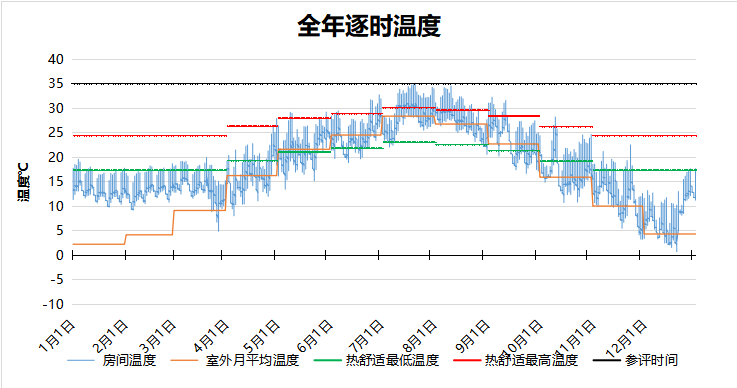 全年逐时温度
温度℃
40
35
30
25
20
15
10
5
0
-5
-10
1月1日
2月1日
3月1日
4月1日
5月1日
6月1日
7月1日
8月1日
9月1日
10月1日
11月1日
12月1日
房间温度 室外月平均温度 热舒适最低温度 热舒适最高温度 参评时间